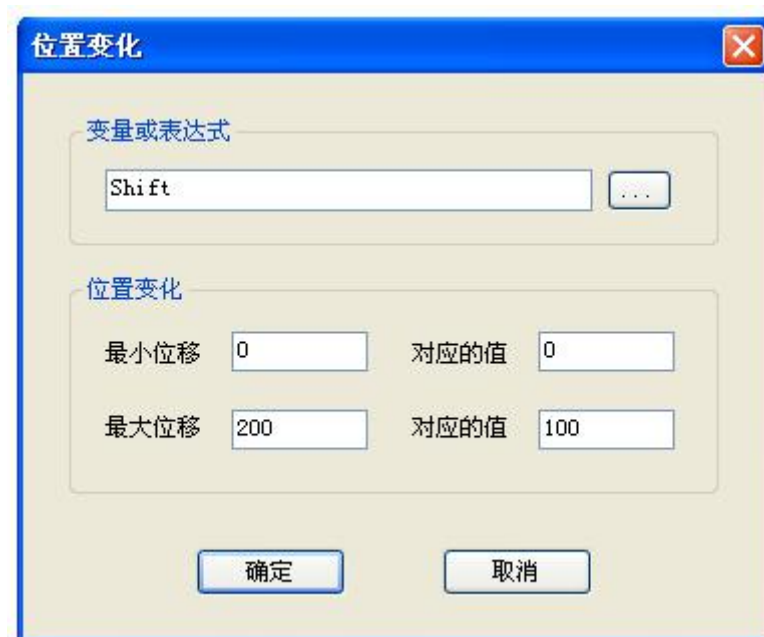 位置变化
变量或表达式
Shift ...
位置变化
最小位移 0 对应的值 0
最大位移 200 对应的值 100
确定 取消